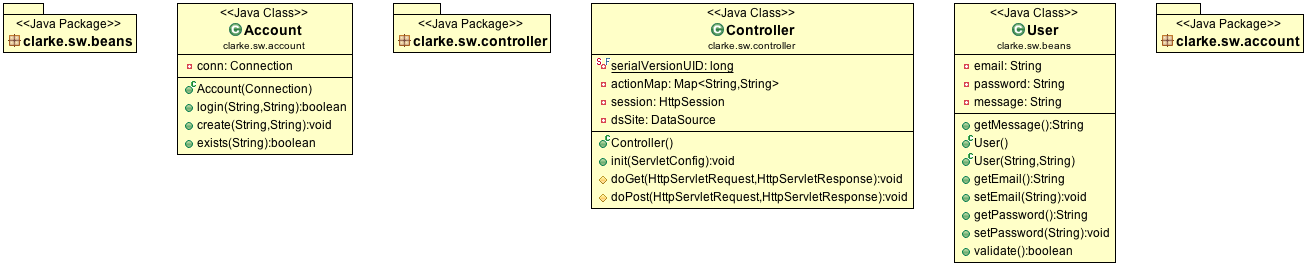 <<Java Package>>
clarke.sw.beans
<<Java Class>>
Account
clarke.sw.account
conn: Connection
Account(Connection)
login(String,String):boolean
create(String,String):void
exists(String):boolean
<<Java Package>>
clarke.sw.controller
<<Java Class>>
Controller
clarke.sw.controller
serialVersionUID: long
actionMap: Map<String,String>
session: HttpSession
dsSite: DataSource
Controller()
init(ServletConfig):void
doGet(HttpServletRequest,HttpServletResponse):void
doPost(HttpServletRequest,HttpServletResponse):void
<<Java Class>>
User
clarke.sw.beans
email: String
password: String
message: String
getMessage():String
User()
User(String,String)
getEmail():String
setEmail(String):void
getPassword():String
setPassword(String):void
validate():boolean
<<Java Package>>
clarke.sw.account